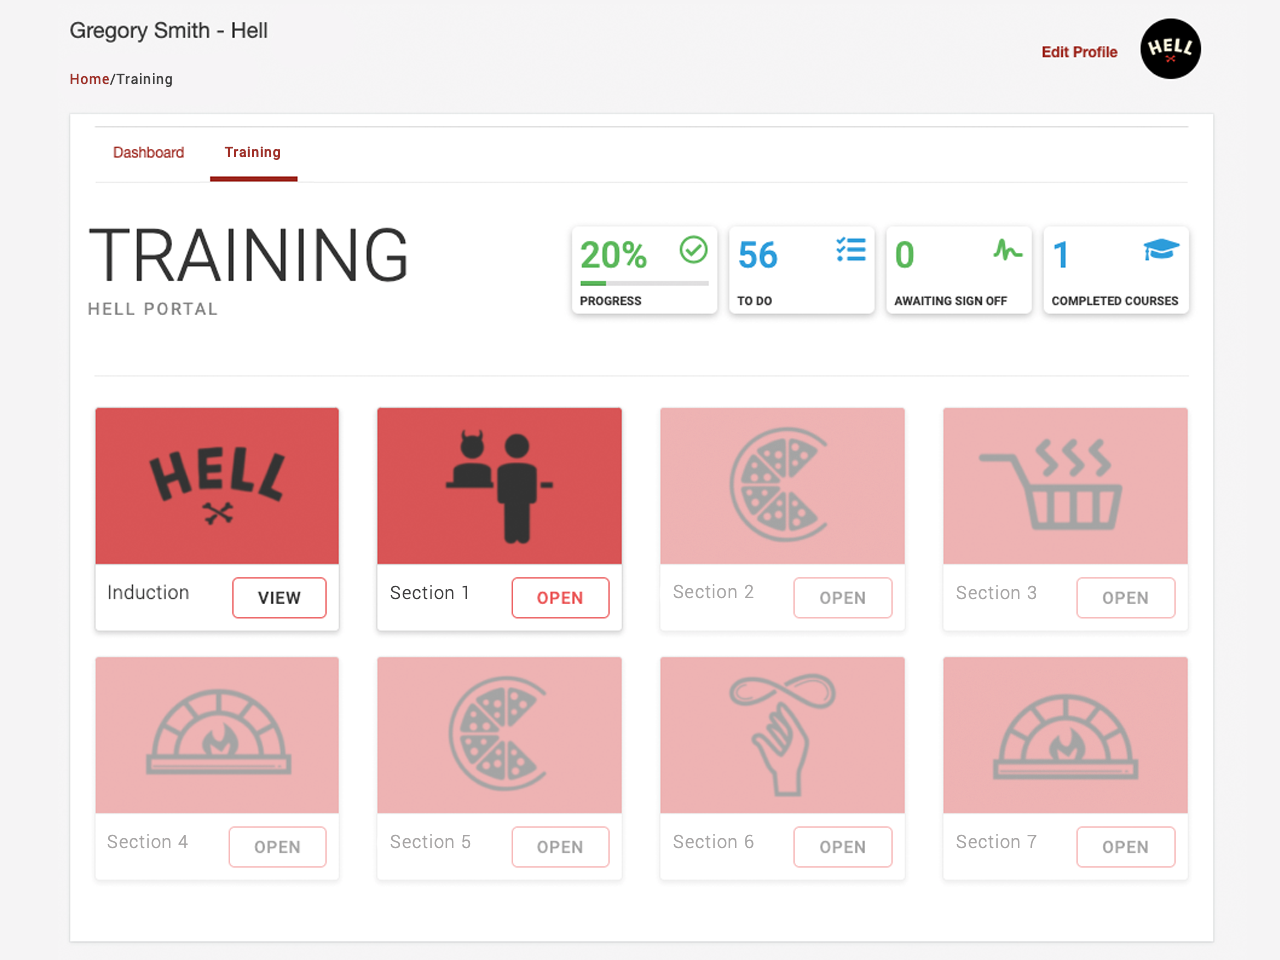 Gregory Smith - Hell
Edit Profile
HELL
Home/Training
Dashboard
Training
TRAINING
HELL PORTAL
20%
PROGRESS
56
TO DO
0
AWAITING SIGN OFF
1
COMPLETED COURSES
HELL
Induction
VIEW
Section 1
OPEN
Section 2
OPEN
Section 3
OPEN
Section 4
OPEN
Section 5
OPEN
Section 6
OPEN
Section 7
OPEN